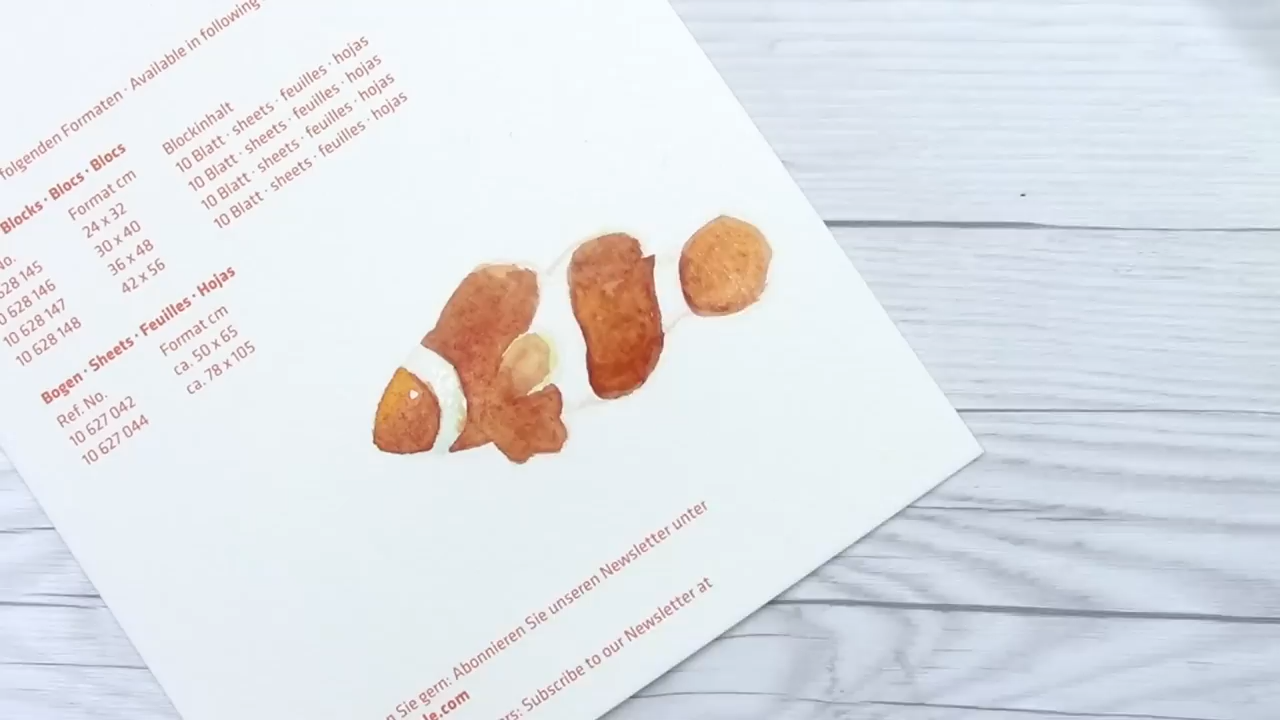 folgenden Formaten · Available in following
Blocks · Blocs · Blocs
Format cm
Blockinhalt
628 145
24 x 32
10 Blatt · sheets · feuilles · hojas
628 146
30 x 40
10 Blatt · sheets · feuilles · hojas
10 628 147
36 x 48
10 Blatt · sheets · feuilles · hojas
10 628 148
42 x 56
10 Blatt · sheets · feuilles · hojas
Bogen · Sheets · Feuilles · Hojas
Ref. No.
Format cm
10 627 042
ca. 50 x 65
10 627 044
ca. 78 x 105
Sie gern: Abonnieren Sie unseren Newsletter unter
le.com
Subscribe to our Newsletter at